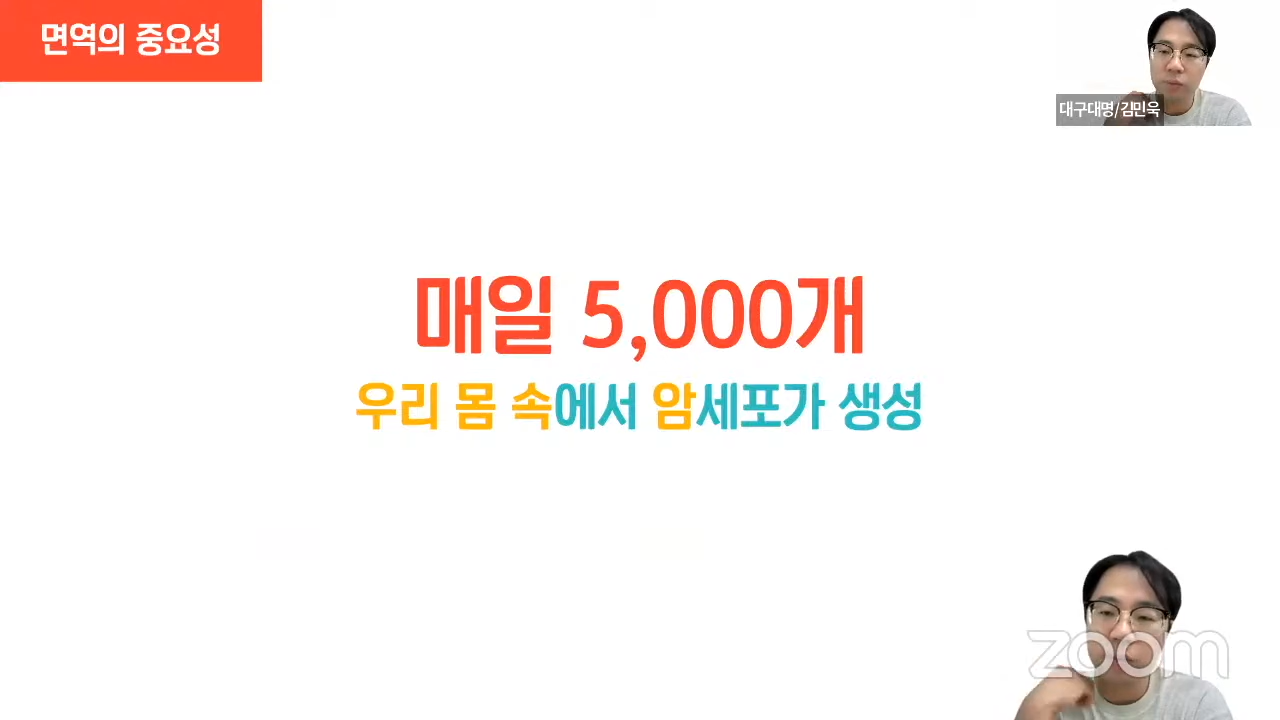 면역의 중요성
대구대명/김민욱
매일 5,000개
우리 몸 속에서 암세포가 생성
zoom